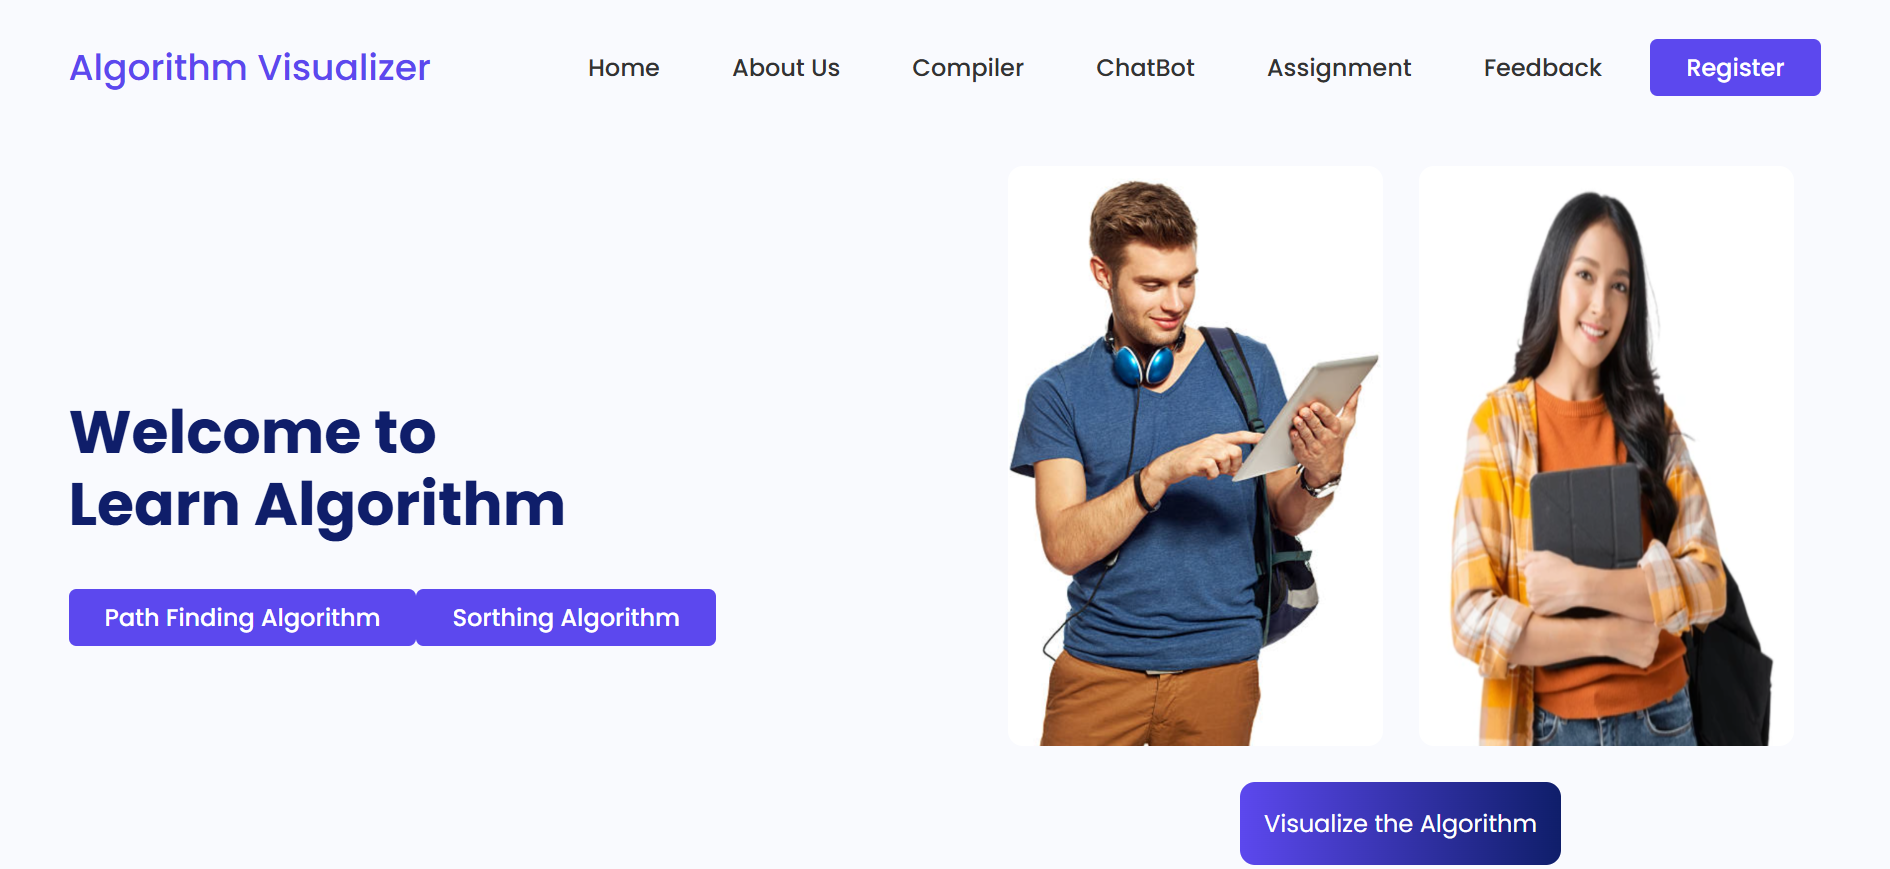 Algorithm Visualizer
Home
About Us
Compiler
ChatBot
Assignment
Feedback
Register
Welcome to
Learn Algorithm
Path Finding Algorithm
Sorthing Algorithm
Visualize the Algorithm